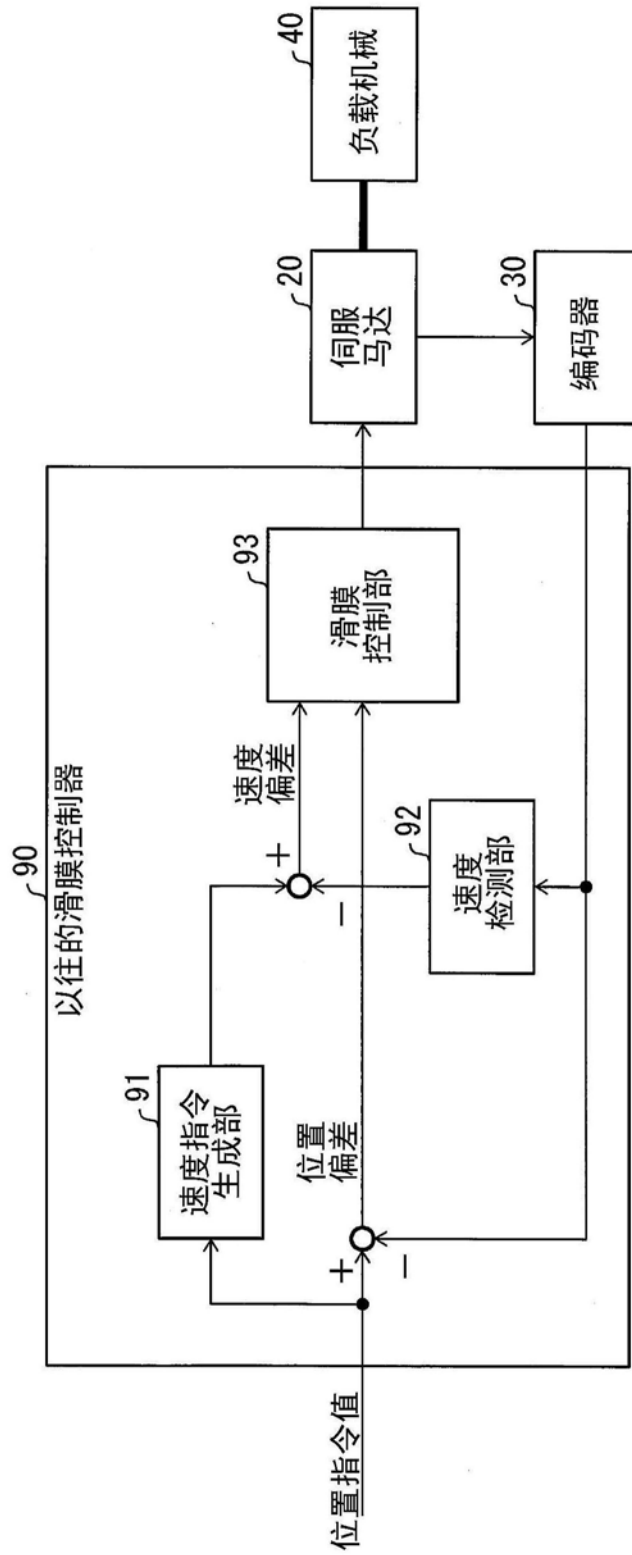 90
以往的滑膜控制器
91
速度指令
生成部
+
−
速度
偏差
93
滑膜
控制部
20
伺服
马达
40
负载机械
位置指令值
+
−
位置
偏差
92
速度
检测部
30
编码器